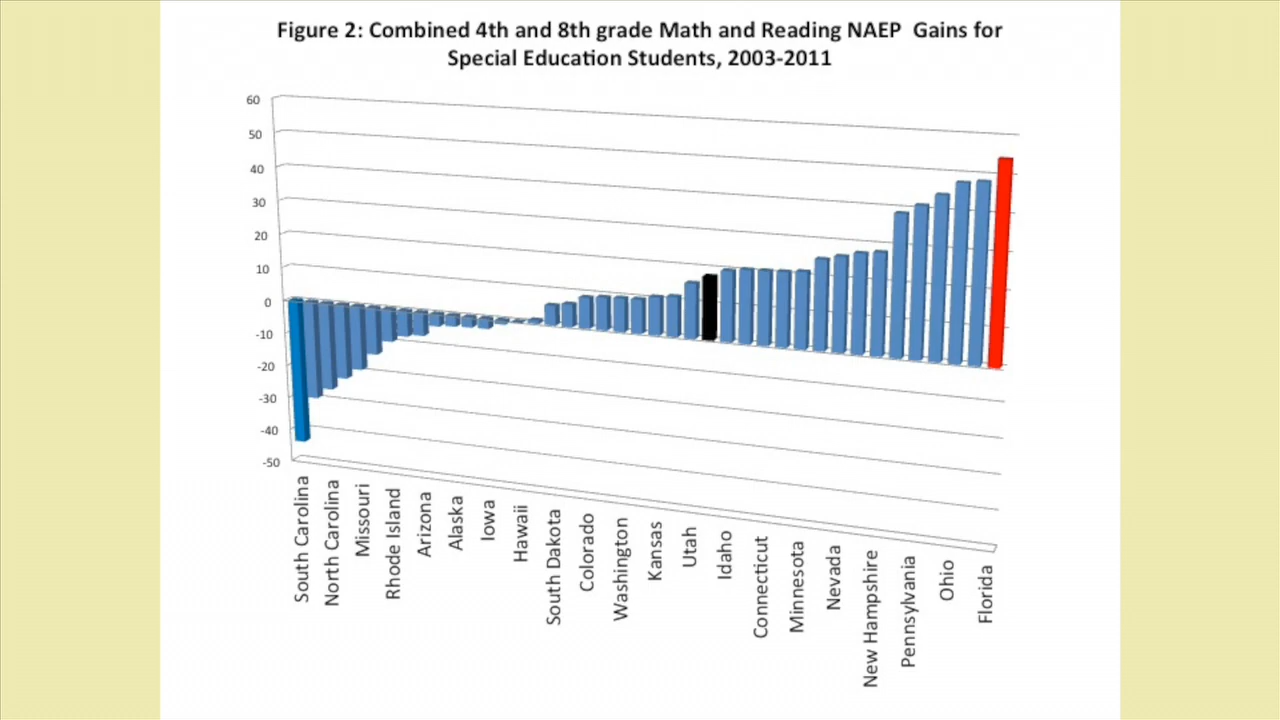 Figure 2: Combined 4th and 8th grade Math and Reading NAEP Gains for
Special Education Students, 2003-2011
60
50
40
30
20
10
0
-10
-20
-30
-40
-50
South Carolina
North Carolina
Missouri
Rhode Island
Arizona
Alaska
Iowa
Hawaii
South Dakota
Colorado
Washington
Kansas
Utah
Idaho
Connecticut
Minnesota
Nevada
New Hampshire
Pennsylvania
Ohio
Florida